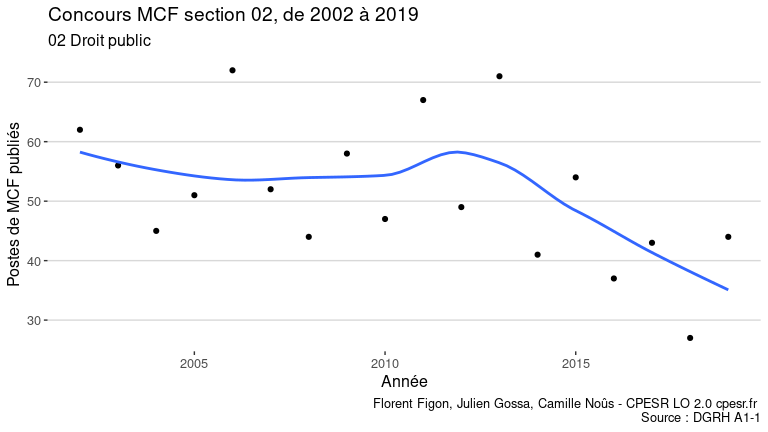 Concours MCF section 02, de 2002 à 2019
02 Droit public
Postes de MCF publiés
70
60
50
40
30
2005 2010 2015
Année
Florent Figon, Julien Gossa, Camille Noûs - CPESR LO 2.0 cpesr.fr
Source : DGRH A1-1